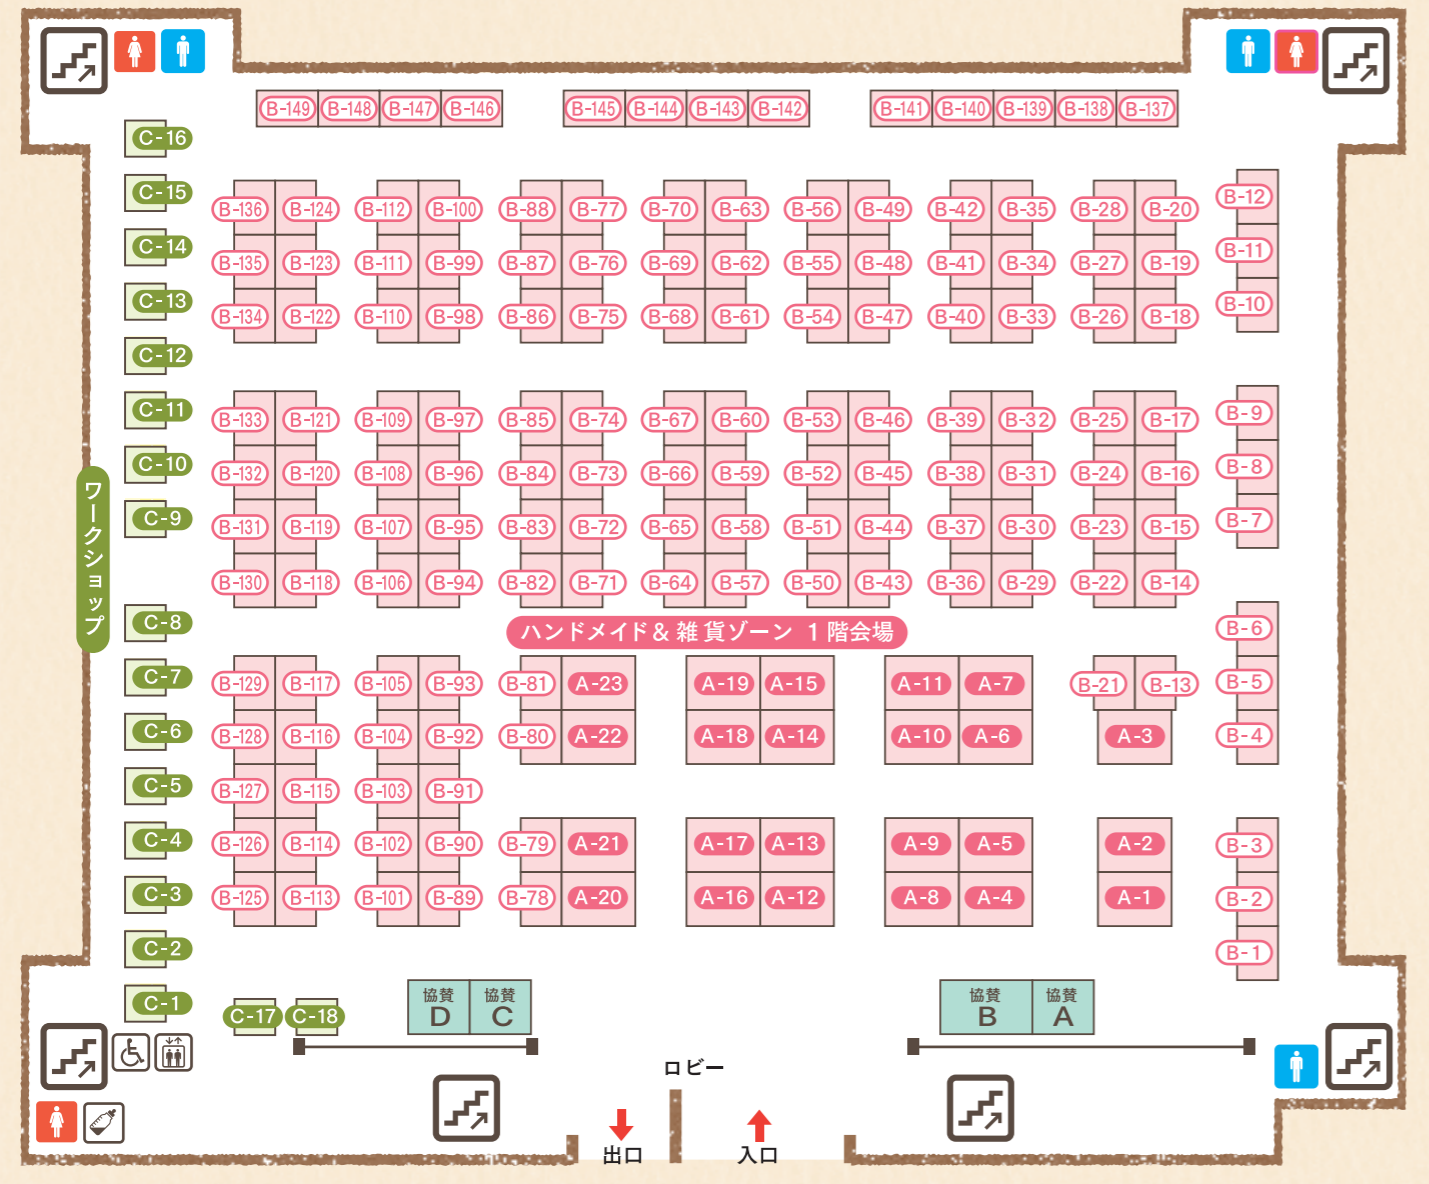 B-149 B-148 B-147 B-146 B-145 B-144 B-143 B-142 B-141 B-140 B-139 B-138 B-137
C-16
C-15 B-12
B-136 B-124 B-112 B-100 B-88 B-77 B-70 B-63 B-56 B-49 B-42 B-35 B-28 B-20
C-14 B-11
B-135 B-123 B-111 B-99 B-87 B-76 B-69 B-62 B-55 B-48 B-41 B-34 B-27 B-19
C-13 B-10
B-134 B-122 B-110 B-98 B-86 B-75 B-68 B-61 B-54 B-47 B-40 B-33 B-26 B-18
C-12
C-11 B-9
B-133 B-121 B-109 B-97 B-85 B-74 B-67 B-60 B-53 B-46 B-39 B-32 B-25 B-17
C-10 B-8
B-132 B-120 B-108 B-96 B-84 B-73 B-66 B-59 B-52 B-45 B-38 B-31 B-24 B-16
C-9 B-7
B-131 B-119 B-107 B-95 B-83 B-72 B-65 B-58 B-51 B-44 B-37 B-30 B-23 B-15
ワークショップ
B-130 B-118 B-106 B-94 B-82 B-71 B-64 B-57 B-50 B-43 B-36 B-29 B-22 B-14
C-8 B-6
ハンドメイド&雑貨ゾーン 1階会場
C-7 B-129 B-117 B-105 B-93 B-81 A-23 A-19 A-15 A-11 A-7 B-21 B-13 B-5
C-6 B-128 B-116 B-104 B-92 B-80 A-22 A-18 A-14 A-10 A-6 A-3 B-4
C-5 B-127 B-115 B-103 B-91
C-4 B-126 B-114 B-102 B-90 B-79 A-21 A-17 A-13 A-9 A-5 A-2 B-3
C-3 B-125 B-113 B-101 B-89 B-78 A-20 A-16 A-12 A-8 A-4 A-1 B-2
C-2 B-1
C-1
C-17 C-18
協賛 協賛 協賛 協賛
D C B A
ロビー
出口 入口